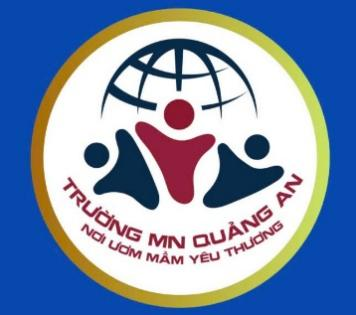 TRƯỜNG MN QUẢNG AN
NƠI ƯƠM MẦM YÊU THƯƠNG